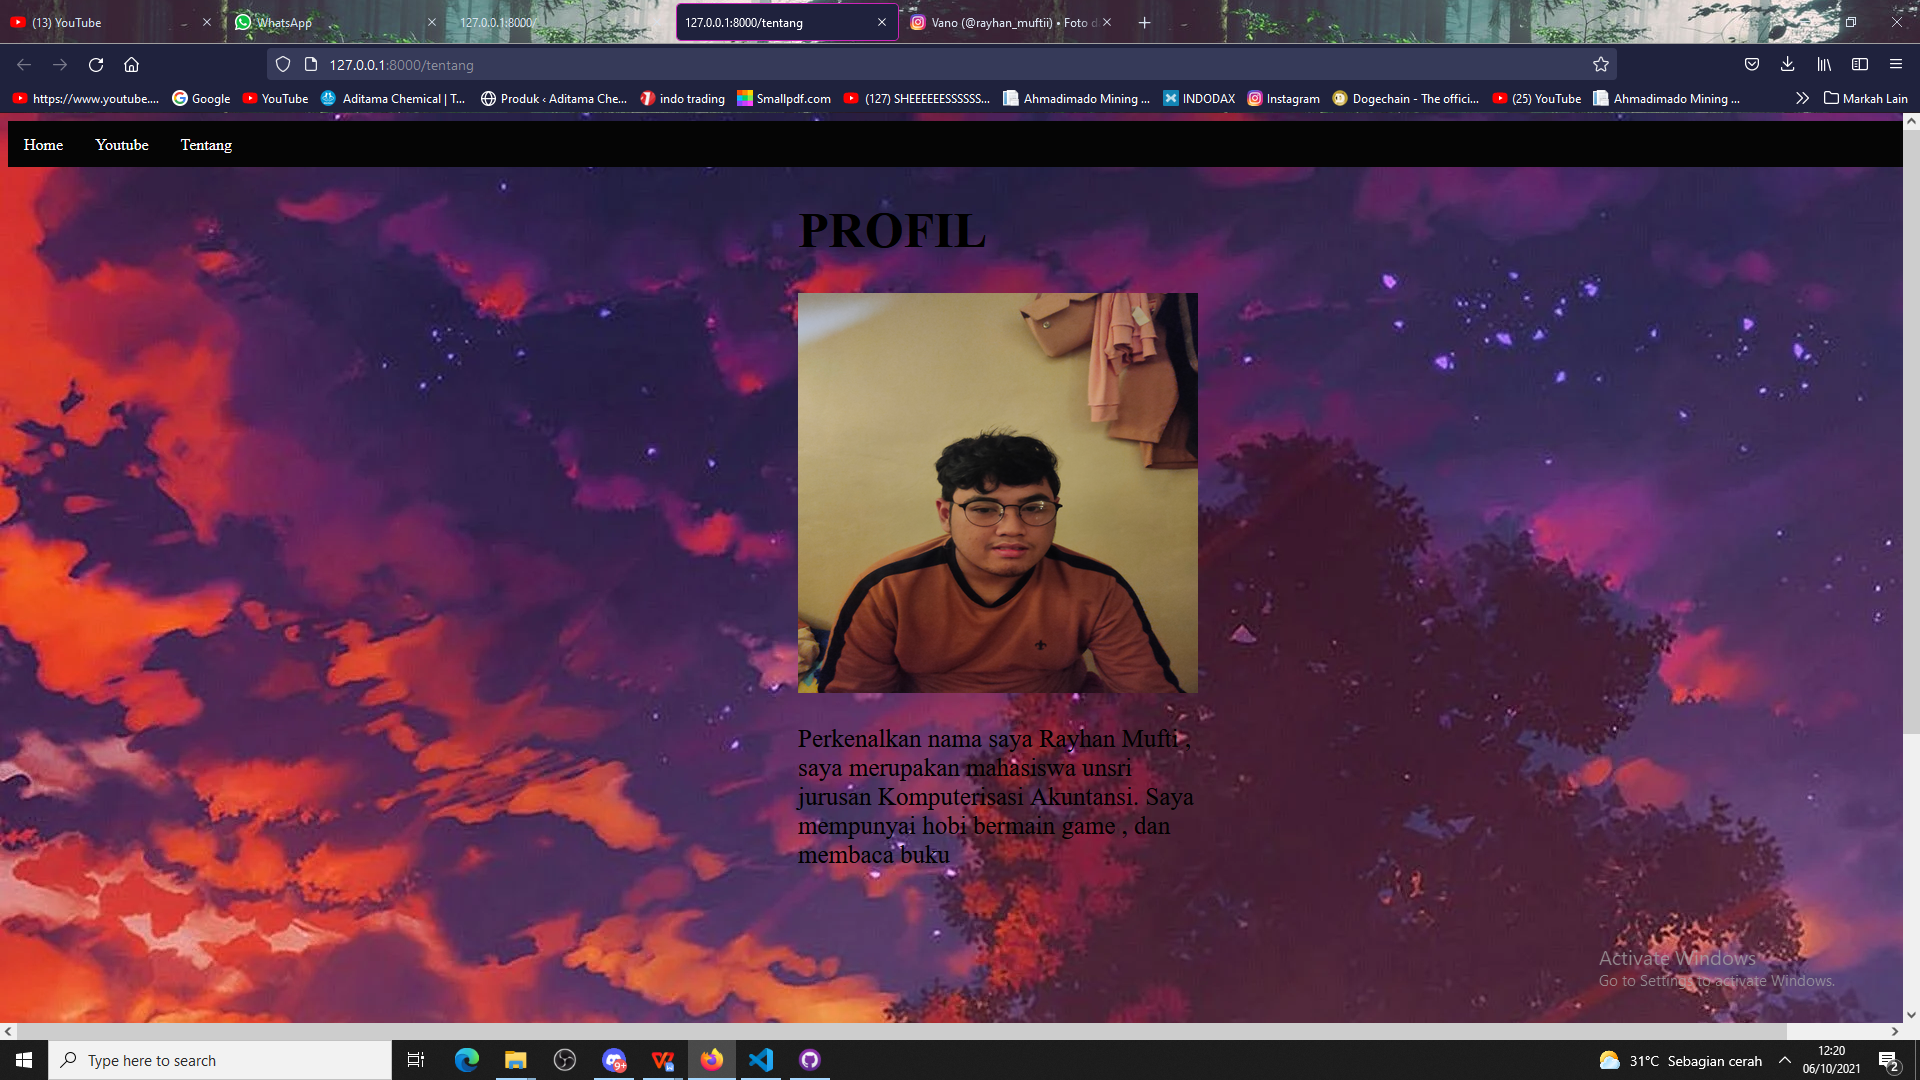 (13) YouTube
WhatsApp
127.0.0.1:8000/
127.0.0.1:8000/tentang
Vano (@rayhan_muftii) • Foto d
127.0.0.1:8000/tentang
https://www.youtube....
Google
YouTube
Aditama Chemical | T...
Produk ‹ Aditama Che...
indo trading
Smallpdf.com
(127) SHEEEEEESSSSSS...
Ahmadimado Mining ...
INDODAX
Instagram
Dogechain - The offici...
(25) YouTube
Ahmadimado Mining ...
Markah Lain
Home
Youtube
Tentang
PROFIL
Perkenalkan nama saya Rayhan Mufti ,
saya merupakan mahasiswa unsri
jurusan Komputerisasi Akuntansi. Saya
mempunyai hobi bermain game , dan
membaca buku
Activate Windows
Go to Settings to activate Windows.
Type here to search
9+
31°C Sebagian cerah
12:20
06/10/2021
2